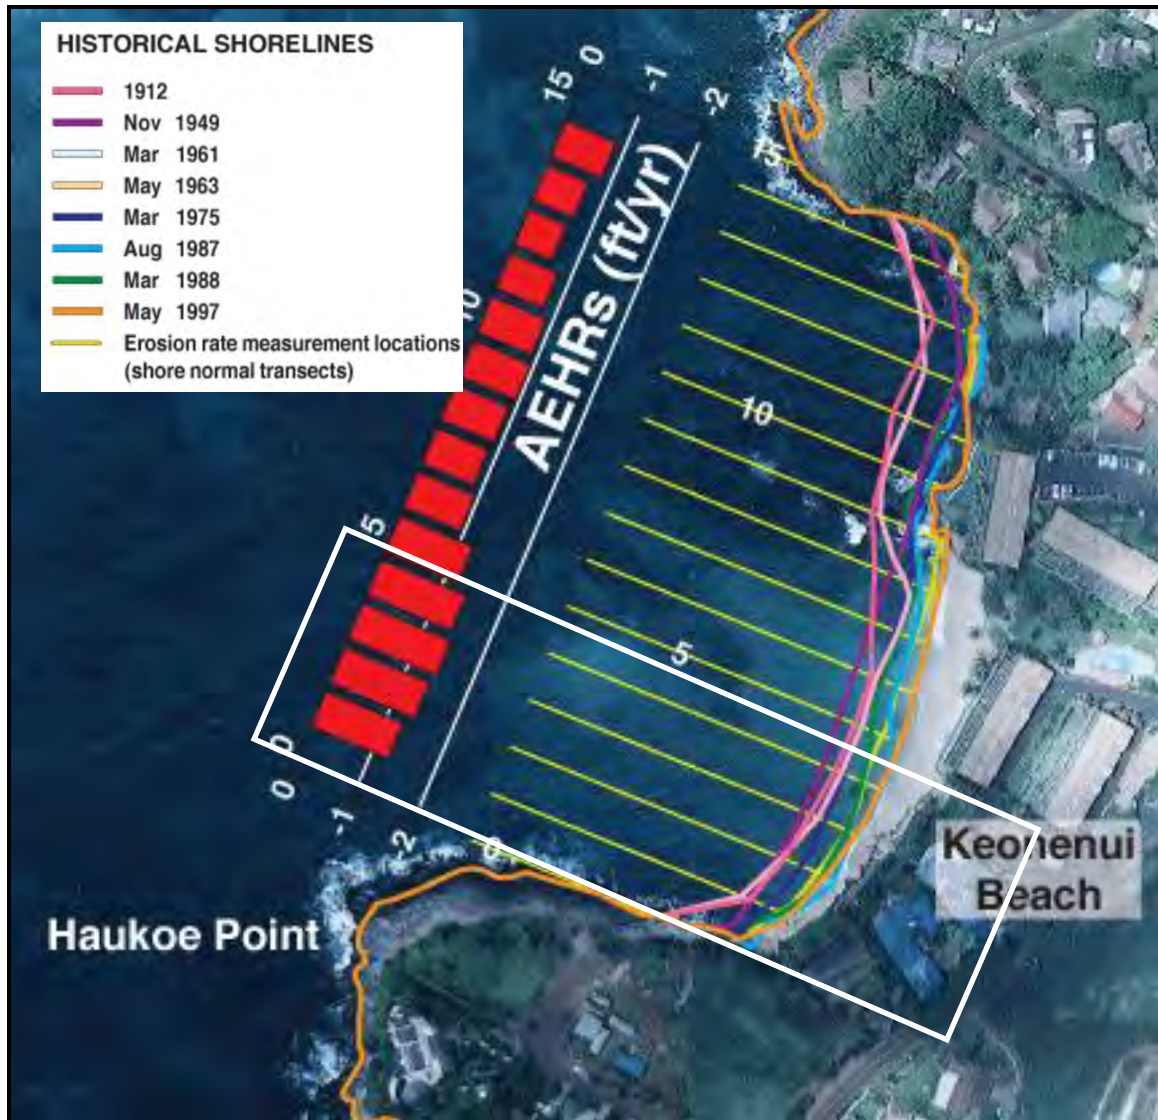 HISTORICAL SHORELINES
1912
Nov 1949
Mar 1961
May 1963
Mar 1975
Aug 1987
Mar 1988
May 1997
Erosion rate measurement locations
(shore normal transects)
15
0
-1
-2
AEHRs (ft/yr)
15
10
10
5
5
0
0
-1
-2
0
Keonenui
Beach
Haukoe Point